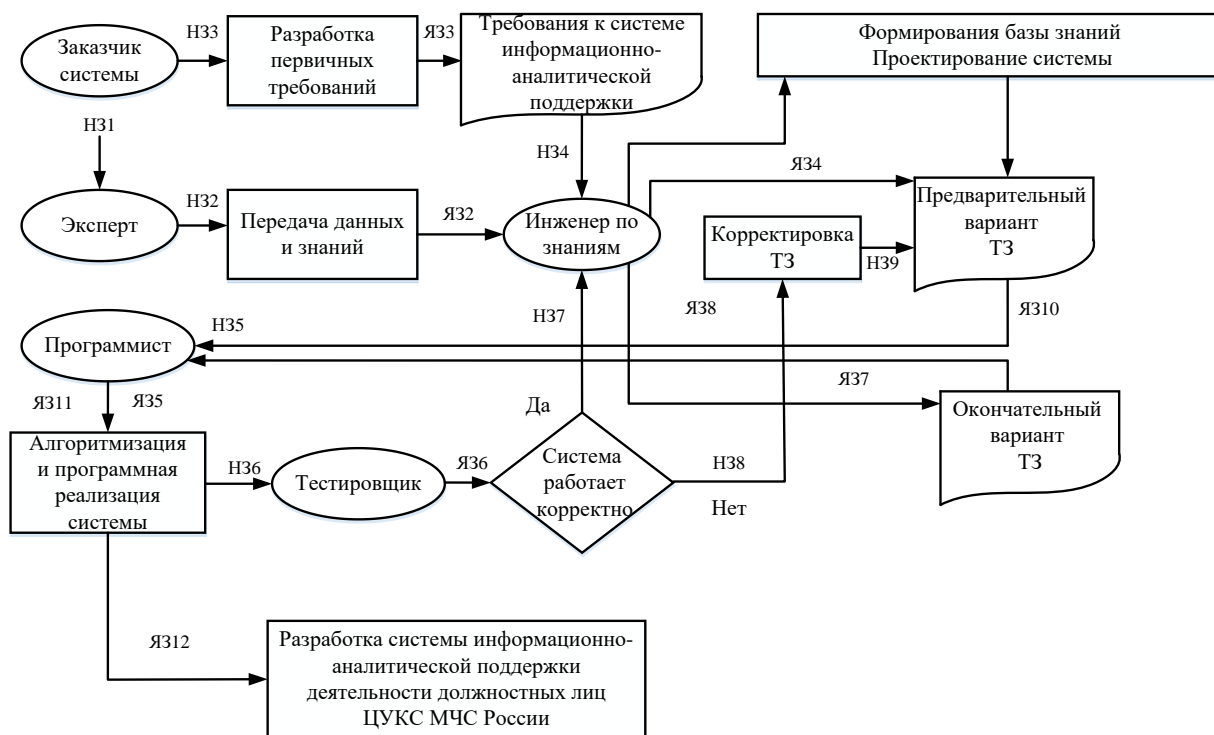 Заказчик
системы
НЗ3
Разработка
первичных
требований
ЯЗ3
Требования к системе
информационно-
аналитической
поддержки
Формирования базы знаний
Проектирование системы
НЗ1
НЗ4
ЯЗ4
Эксперт
НЗ2
Передача данных
и знаний
ЯЗ2
Инженер по
знаниям
Корректировка
ТЗ
НЗ9
Предварительный
вариант
ТЗ
НЗ7
ЯЗ8
ЯЗ10
НЗ5
Программист
ЯЗ7
ЯЗ11
ЯЗ5
Да
Окончательный
вариант
ТЗ
Алгоритмизация
и программная
реализация
системы
НЗ6
Тестировщик
ЯЗ6
Система
работает
корректно
НЗ8
Нет
ЯЗ12
Разработка системы информационно-
аналитической поддержки
деятельности должностных лиц
ЦУКС МЧС России